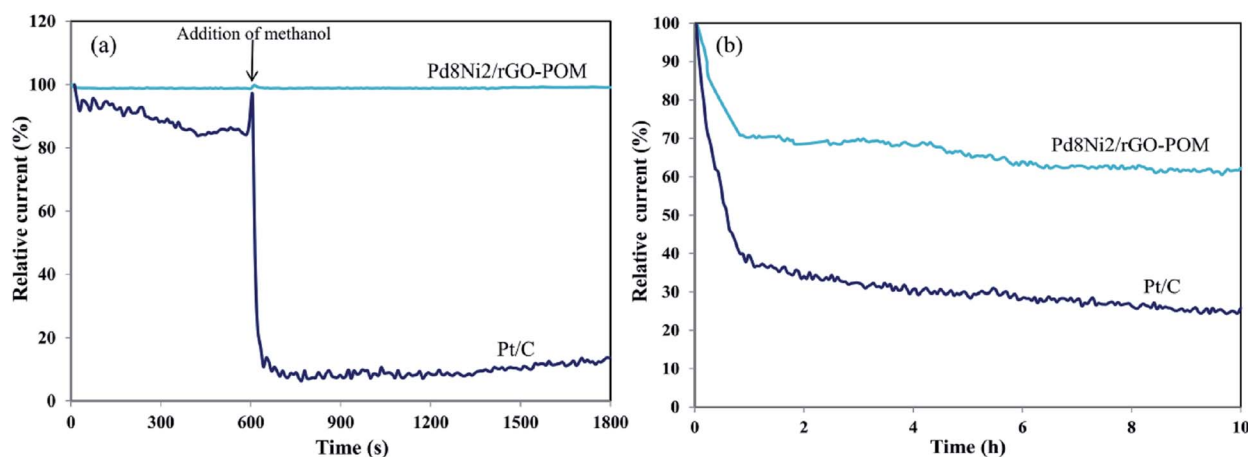 (a)
Addition of methanol
Pd8Ni2/rGO-POM
Pt/C
Relative current (%)
120
100
80
60
40
20
0
0 300 600 900 1200 1500 1800
Time (s)
(b)
Pd8Ni2/rGO-POM
Pt/C
Relative current (%)
100
90
80
70
60
50
40
30
20
10
0
0 2 4 6 8 10
Time (h)